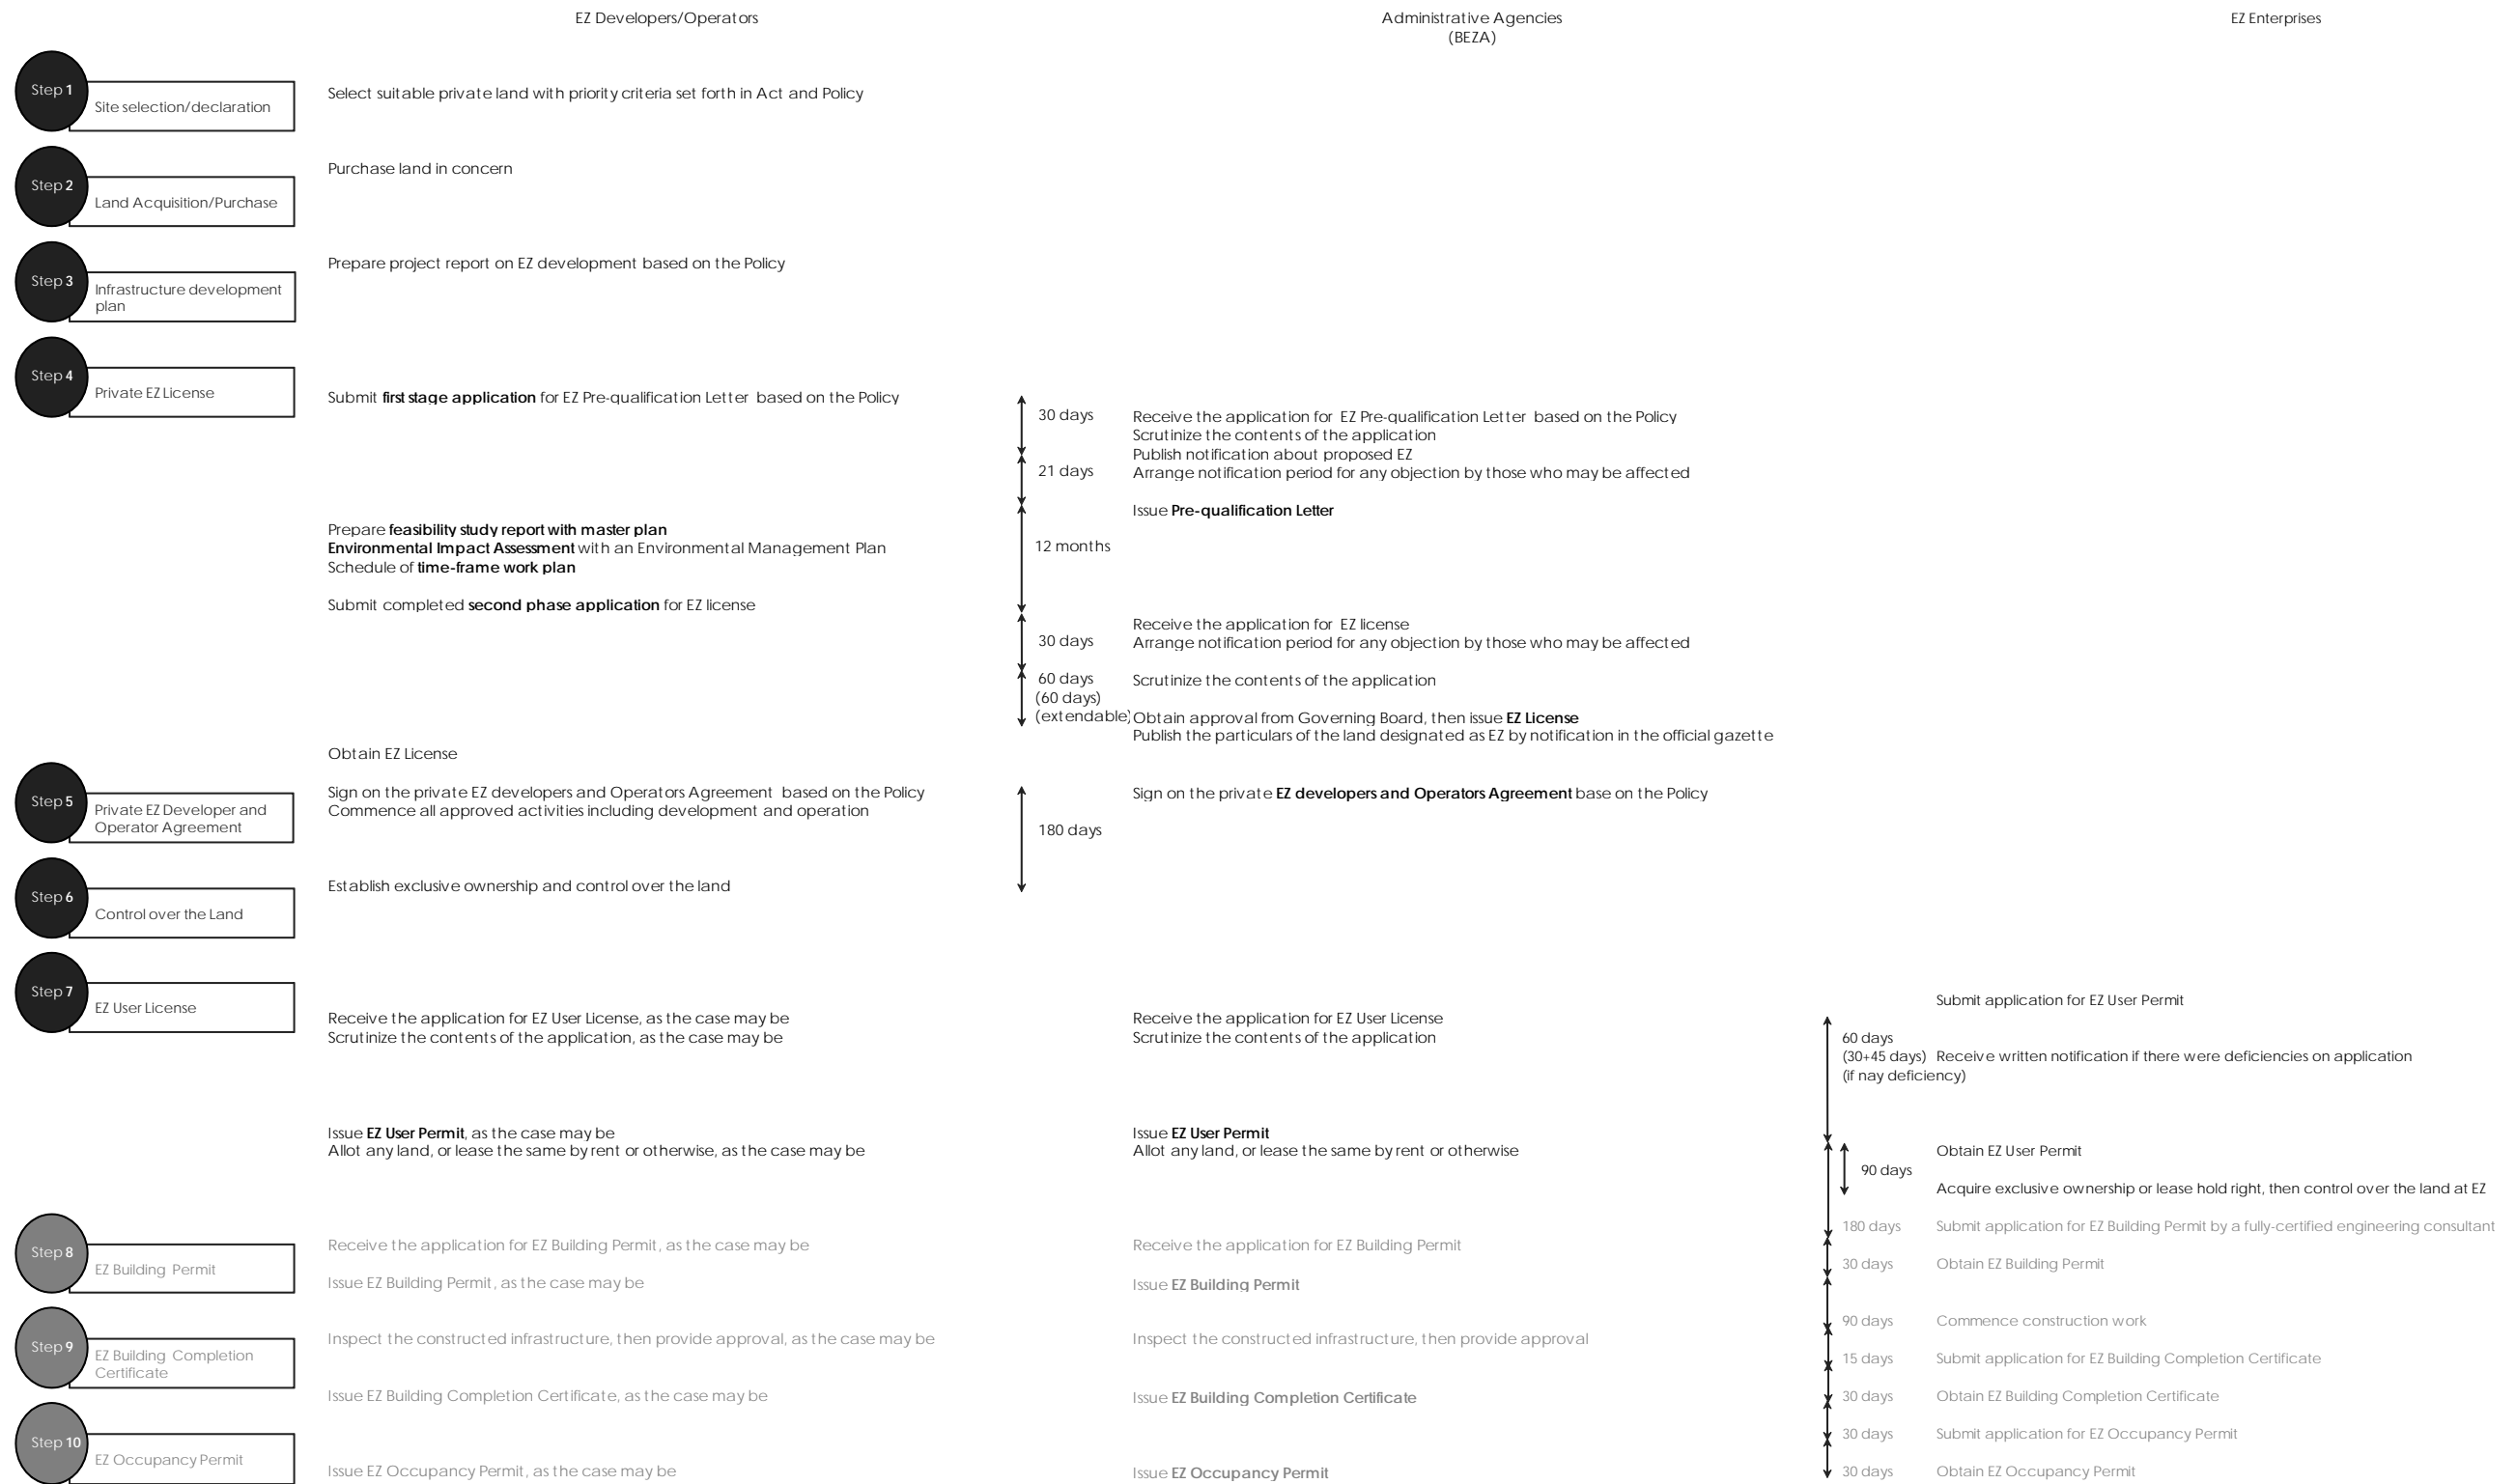 EZ Developers/Operators
Administrative Agencies
(BEZA)
EZ Enterprises
Step 1
Site selection/declaration
Select suitable private land with priority criteria set forth in Act and Policy
Step 2
Land Acquisition/Purchase
Purchase land in concern
Step 3
Infrastructure development
plan
Prepare project report on EZ development based on the Policy
Step 4
Private EZ License
Submit first stage application for EZ Pre-qualification Letter based on the Policy
30 days
Receive the application for EZ Pre-qualification Letter based on the Policy
Scrutinize the contents of the application
Publish notification about proposed EZ
21 days
Arrange notification period for any objection by those who may be affected
Issue Pre-qualification Letter
Prepare feasibility study report with master plan
Environmental Impact Assessment with an Environmental Management Plan
Schedule of time-frame work plan
12 months
Submit completed second phase application for EZ license
Receive the application for EZ license
30 days
Arrange notification period for any objection by those who may be affected
60 days
(60 days)
(extendable)
Scrutinize the contents of the application
Obtain approval from Governing Board, then issue EZ License
Publish the particulars of the land designated as EZ by notification in the official gazette
Obtain EZ License
Step 5
Private EZ Developer and
Operator Agreement
Sign on the private EZ developers and Operators Agreement based on the Policy
Commence all approved activities including development and operation
180 days
Sign on the private EZ developers and Operators Agreement base on the Policy
Step 6
Control over the Land
Establish exclusive ownership and control over the land
Step 7
EZ User License
Submit application for EZ User Permit
Receive the application for EZ User License, as the case may be
Scrutinize the contents of the application, as the case may be
Receive the application for EZ User License
Scrutinize the contents of the application
60 days
(30+45 days)
(if nay deficiency)
Receive written notification if there were deficiencies on application
Issue EZ User Permit, as the case may be
Allot any land, or lease the same by rent or otherwise, as the case may be
Issue EZ User Permit
Allot any land, or lease the same by rent or otherwise
Obtain EZ User Permit
90 days
Acquire exclusive ownership or lease hold right, then control over the land at EZ
180 days
Submit application for EZ Building Permit by a fully-certified engineering consultant
Step 8
EZ Building Permit
Receive the application for EZ Building Permit, as the case may be
Receive the application for EZ Building Permit
30 days
Obtain EZ Building Permit
Issue EZ Building Permit, as the case may be
Issue EZ Building Permit
90 days
Commence construction work
Step 9
EZ Building Completion
Certificate
Inspect the constructed infrastructure, then provide approval, as the case may be
Inspect the constructed infrastructure, then provide approval
15 days
Submit application for EZ Building Completion Certificate
Issue EZ Building Completion Certificate, as the case may be
Issue EZ Building Completion Certificate
30 days
Obtain EZ Building Completion Certificate
30 days
Submit application for EZ Occupancy Permit
Step 10
EZ Occupancy Permit
Issue EZ Occupancy Permit, as the case may be
Issue EZ Occupancy Permit
30 days
Obtain EZ Occupancy Permit